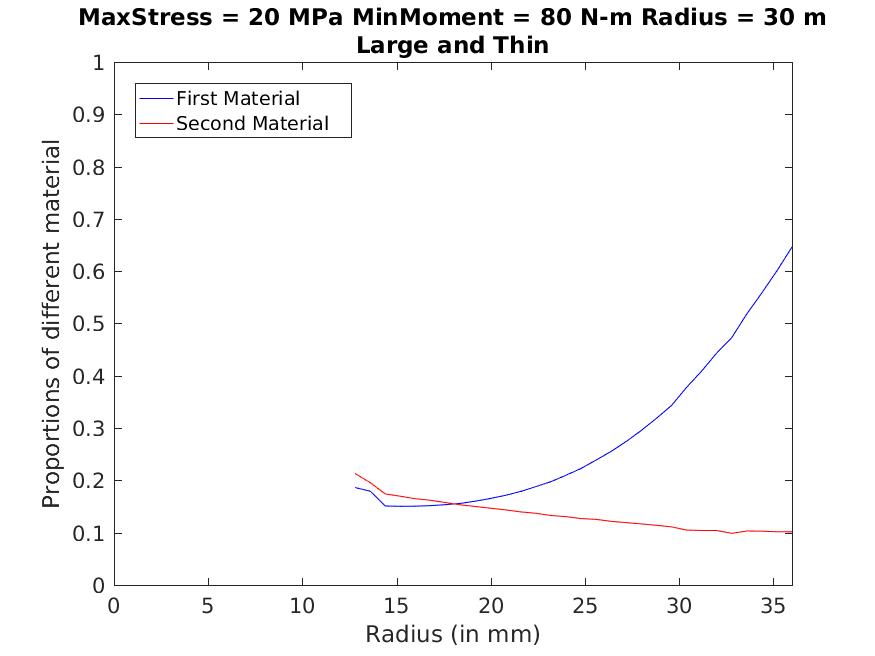 MaxStress = 20 MPa MinMoment = 80 N-m Radius = 30 m
Large and Thin
1
First Material
Second Material
0.9
0.8
0.7
0.6
0.5
0.4
0.3
0.2
0.1
0
Proportions of different material
0 5 10 15 20 25 30 35
Radius (in mm)